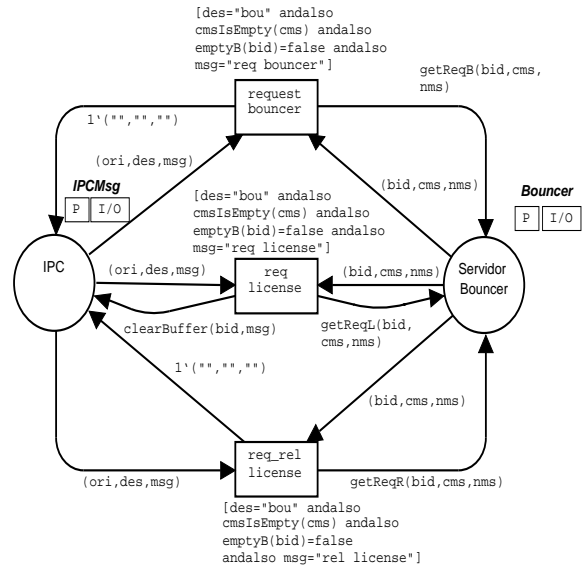 [des="bou" andalso
cmsIsEmpty(cms) andalso
emptyB(bid)=false andalso
msg="req bouncer"]
getReqB(bid,cms,
nms)
request
bouncer
1`("","","")
(ori,des,msg)
IPCMsg
P I/O
(bid,cms,nms)
Bouncer
P I/O
[des="bou" andalso
cmsIsEmpty(cms) andalso
emptyB(bid)=false andalso
msg="req license"]
IPC
(ori,des,msg)
req
license
(bid,cms,nms)
Servidor
Bouncer
clearBuffer(bid,msg)
getReqL(bid,
cms,nms)
1`("","","")
(bid,cms,nms)
req_rel
license
(ori,des,msg)
getReqR(bid,cms,nms)
[des="bou" andalso
cmsIsEmpty(cms) andalso
emptyB(bid)=false
andalso msg="rel license"]